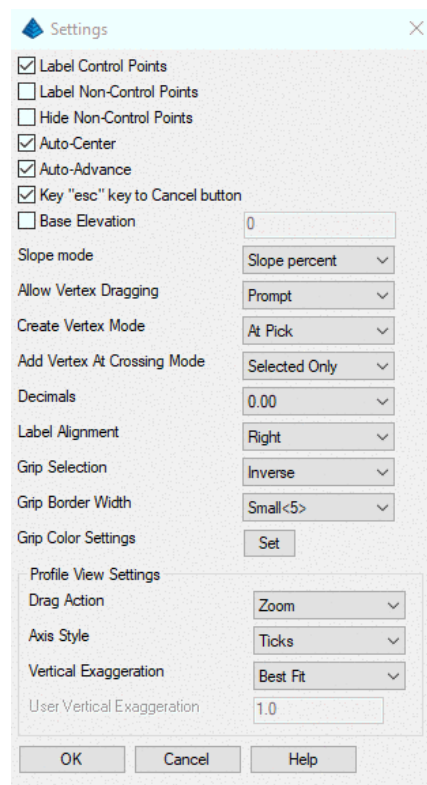 Settings
Label Control Points
Label Non-Control Points
Hide Non-Control Points
Auto-Center
Auto-Advance
Key "esc" key to Cancel button
Base Elevation 0
Slope mode Slope percent
Allow Vertex Dragging Prompt
Create Vertex Mode At Pick
Add Vertex At Crossing Mode Selected Only
Decimals 0.00
Label Alignment Right
Grip Selection Inverse
Grip Border Width Small<5>
Grip Color Settings Set
Profile View Settings
Drag Action Zoom
Axis Style Ticks
Vertical Exaggeration Best Fit
User Vertical Exaggeration 1.0
OK Cancel Help